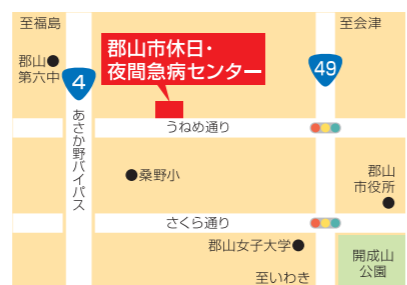 至福島
至会津
郡山市休日・
夜間急病センター
郡山●
第六中
4
49
あさか野バイパス
うねめ通り
●桑野小
郡山
市役所
●
さくら通り
郡山女子大学●
開成山
公園
至いわき